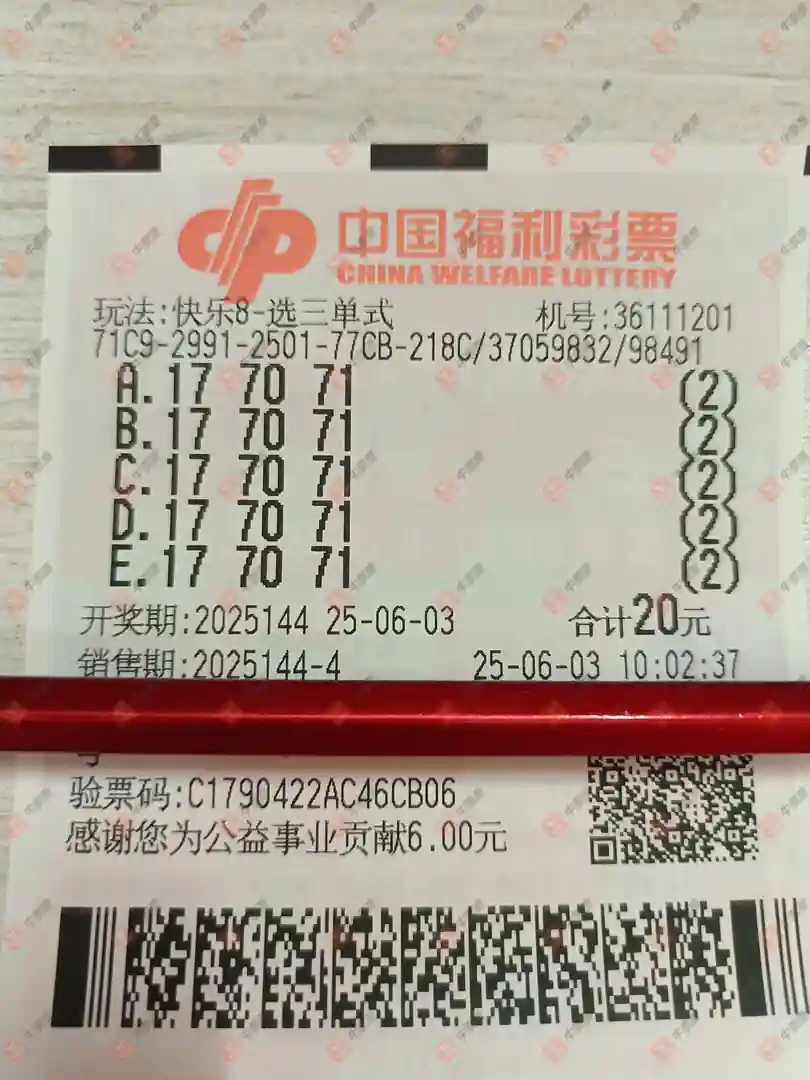 中国福利彩票
CHINA WELFARE LOTTERY
玩法:快乐8-选三单式 机号:36111201
71C9-2991-2501-77CB-218C/37059832/98491
A.17 70 71 (2)
B.17 70 71 (2)
C.17 70 71 (2)
D.17 70 71 (2)
E.17 70 71 (2)
开奖期:2025144 25-06-03 合计20元
销售期:2025144-4 25-06-03 10:02:37
验票码:C1790422AC46CB06
感谢您为公益事业贡献6.00元